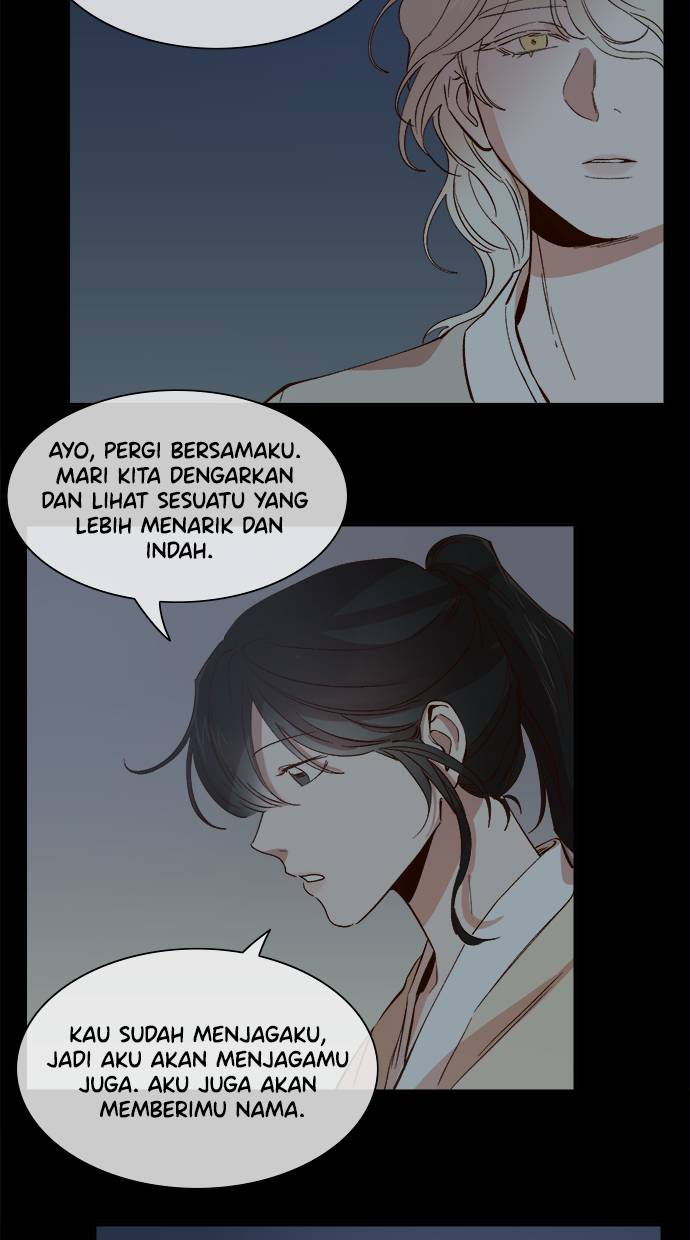 AYO, PERGI BERSAMAKU.
MARI KITA DENGARKAN
DAN LIHAT SESUATU YANG
LEBIH MENARIK DAN
INDAH.
KAU SUDAH MENJAGAKU,
JADI AKU AKAN MENJAGAMU
JUGA. AKU JUGA AKAN
MEMBERIMU NAMA.